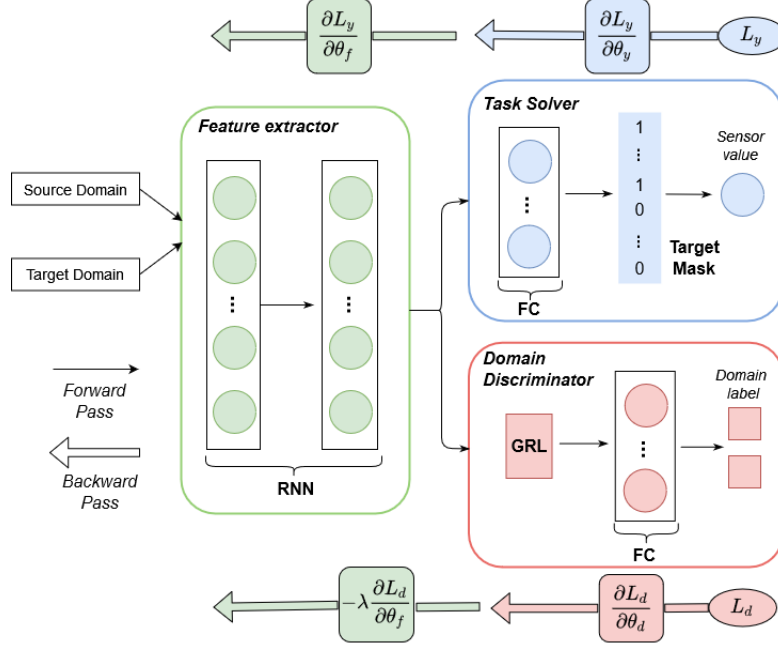 ∂L_y
∂θ_f
∂L_y
∂θ_y
L_y
Feature extractor
Task Solver
Source Domain
Target Domain
1
⋮
1
0
⋮
0
Sensor
value
Target
Mask
⋯
FC
⋮
⋮
Forward
Pass
Backward
Pass
RNN
Domain
Discriminator
GRL
⋮
FC
Domain
label
−λ ∂L_d
∂θ_f
∂L_d
∂θ_d
L_d